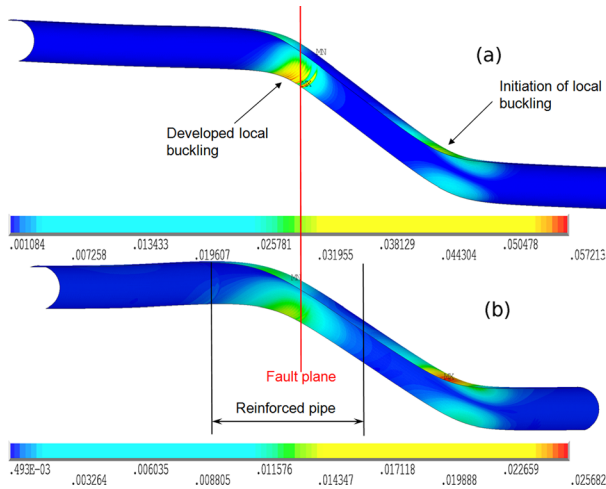 MN
(a)
Initiation of local
buckling
Developed local
buckling
.001084 .007258 .013433 .019607 .025781 .031955 .038129 .044304 .050478 .057213
(b)
Fault plane
Reinforced pipe
.493E-03 .003264 .006035 .008805 .011576 .014347 .017118 .019888 .022659 .025682